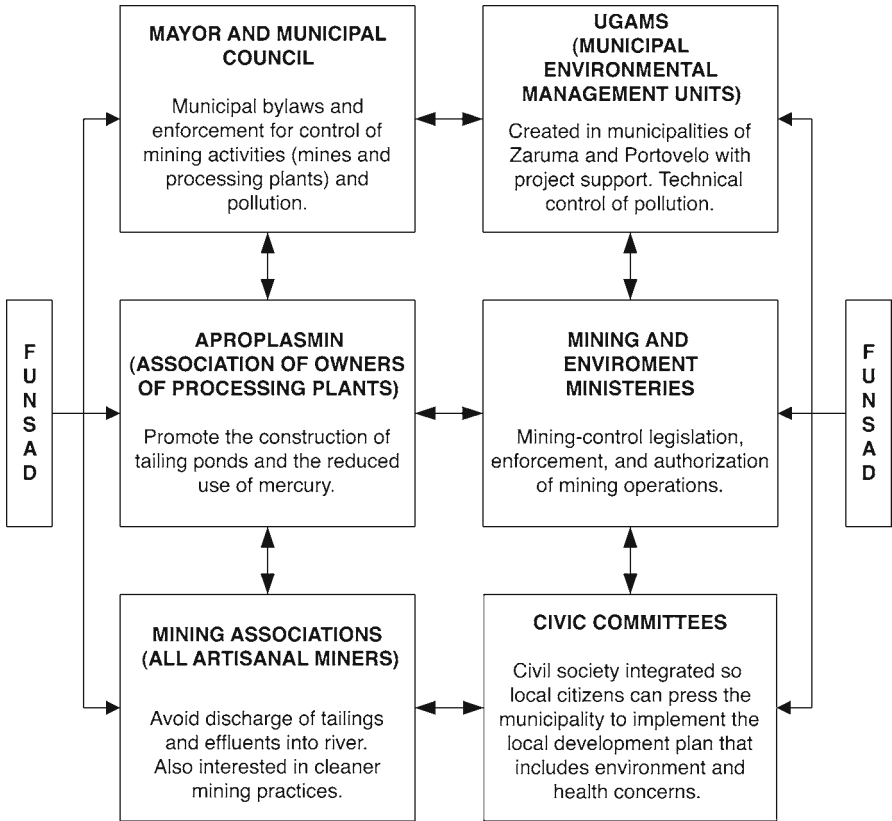 MAYOR AND MUNICIPAL
COUNCIL
Municipal bylaws and
enforcement for control of
mining activities (mines and
processing plants) and
pollution.
UGAMS
(MUNICIPAL
ENVIRONMENTAL
MANAGEMENT UNITS)
Created in municipalities of
Zaruma and Portovelo with
project support. Technical
control of pollution.
F
U
N
S
A
D
APROPLASMIN
(ASSOCIATION OF OWNERS
OF PROCESSING PLANTS)
Promote the construction of
tailing ponds and the reduced
use of mercury.
MINING AND
ENVIROMENT
MINISTERIES
Mining-control legislation,
enforcement, and authorization
of mining operations.
F
U
N
S
A
D
MINING ASSOCIATIONS
(ALL ARTISANAL MINERS)
Avoid discharge of tailings
and effluents into river.
Also interested in cleaner
mining practices.
CIVIC COMMITTEES
Civil society integrated so
local citizens can press the
municipality to implement the
local development plan that
includes environment and
health concerns.